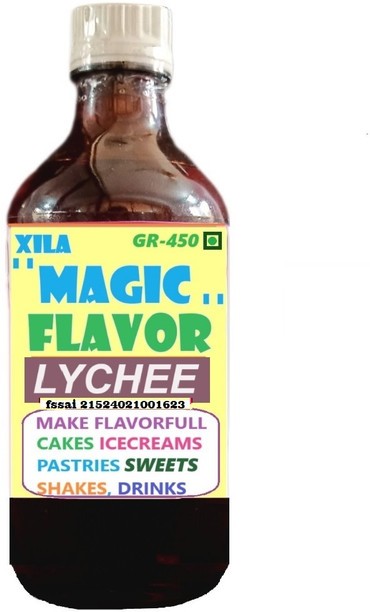 XILA
GR-450
"MAGIC"
FLAVOR
LYCHEE
fssai 21524021001623
MAKE FLAVORFULL
CAKES ICECREAMS
PASTRIES SWEETS
SHAKES, DRINKS